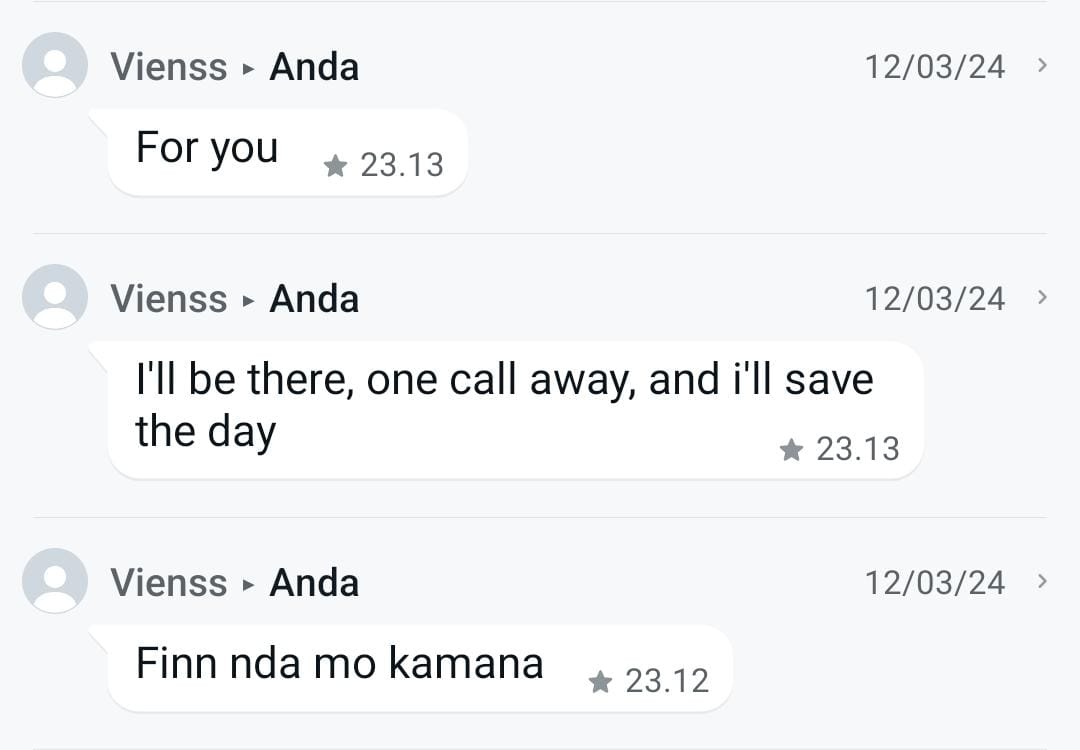 Vienss ▸ Anda 12/03/24
For you ★ 23.13
Vienss ▸ Anda 12/03/24
I'll be there, one call away, and i'll save
the day ★ 23.13
Vienss ▸ Anda 12/03/24
Finn nda mo kamana ★ 23.12